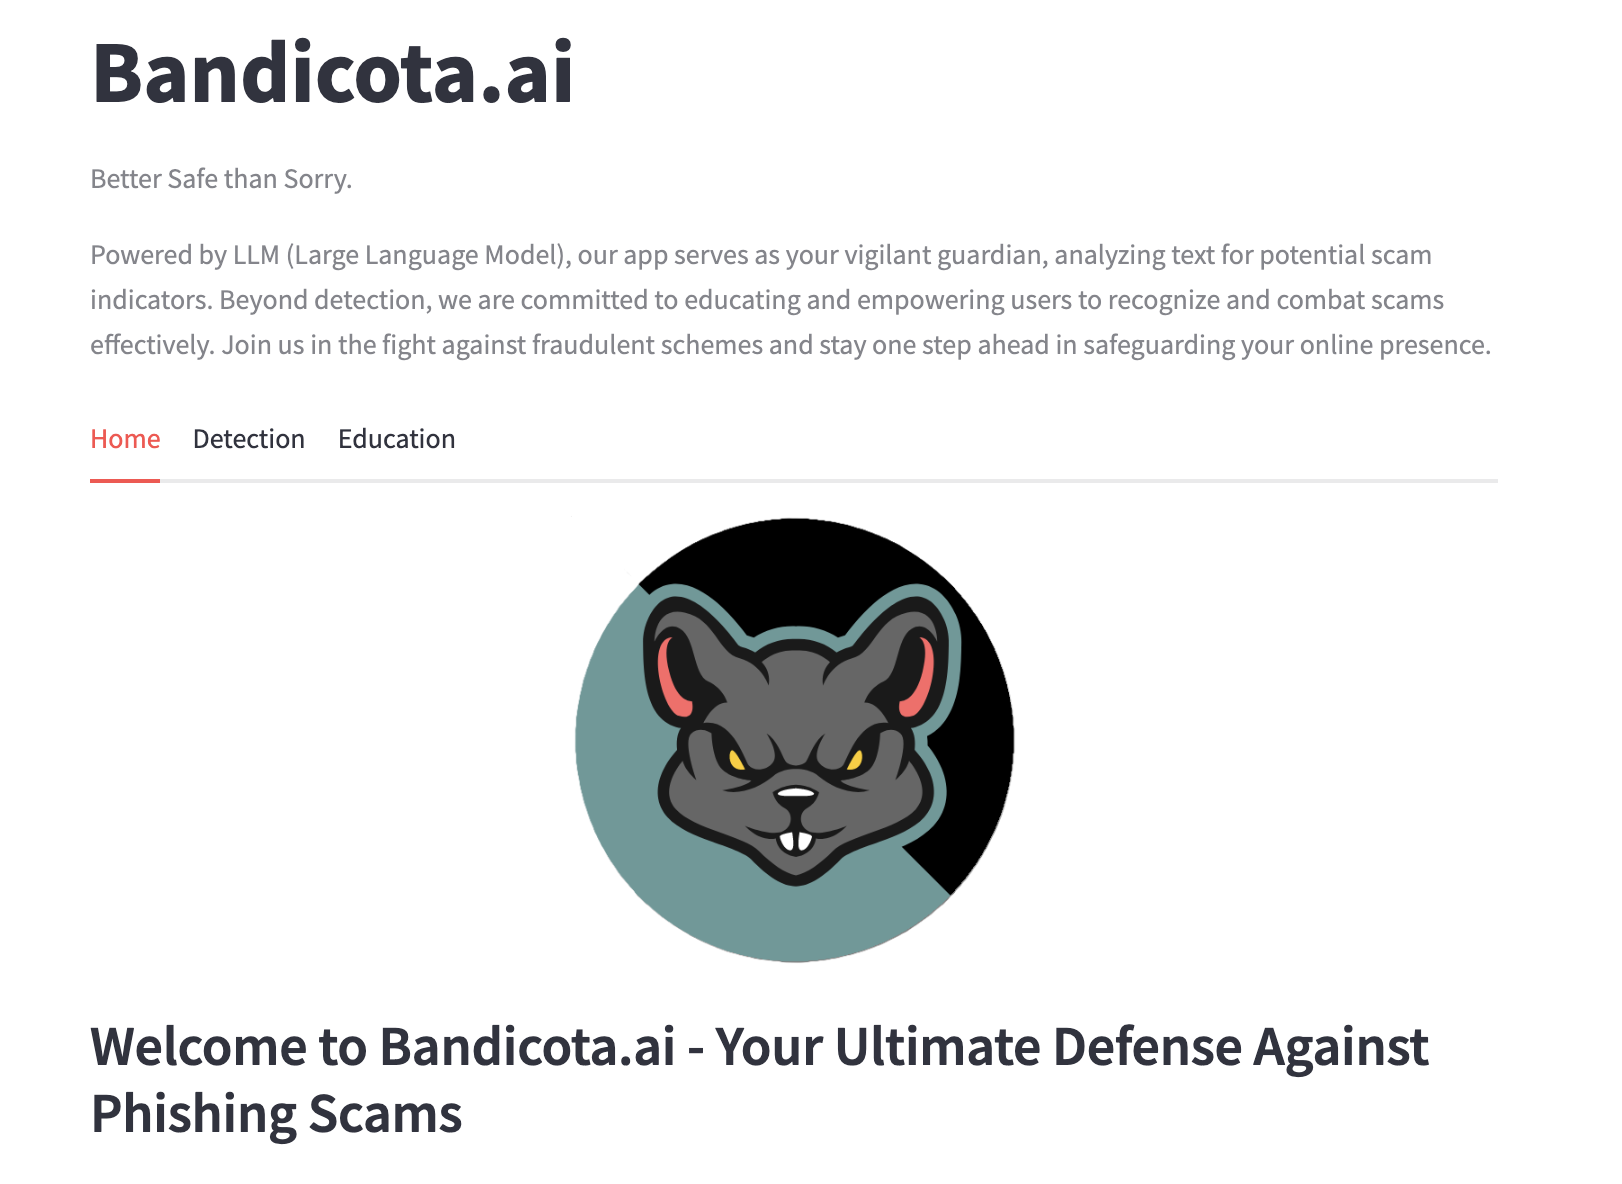 Bandicota.ai
Better Safe than Sorry.
Powered by LLM (Large Language Model), our app serves as your vigilant guardian, analyzing text for potential scam
indicators. Beyond detection, we are committed to educating and empowering users to recognize and combat scams
effectively. Join us in the fight against fraudulent schemes and stay one step ahead in safeguarding your online presence.
Home Detection Education
Welcome to Bandicota.ai - Your Ultimate Defense Against
Phishing Scams